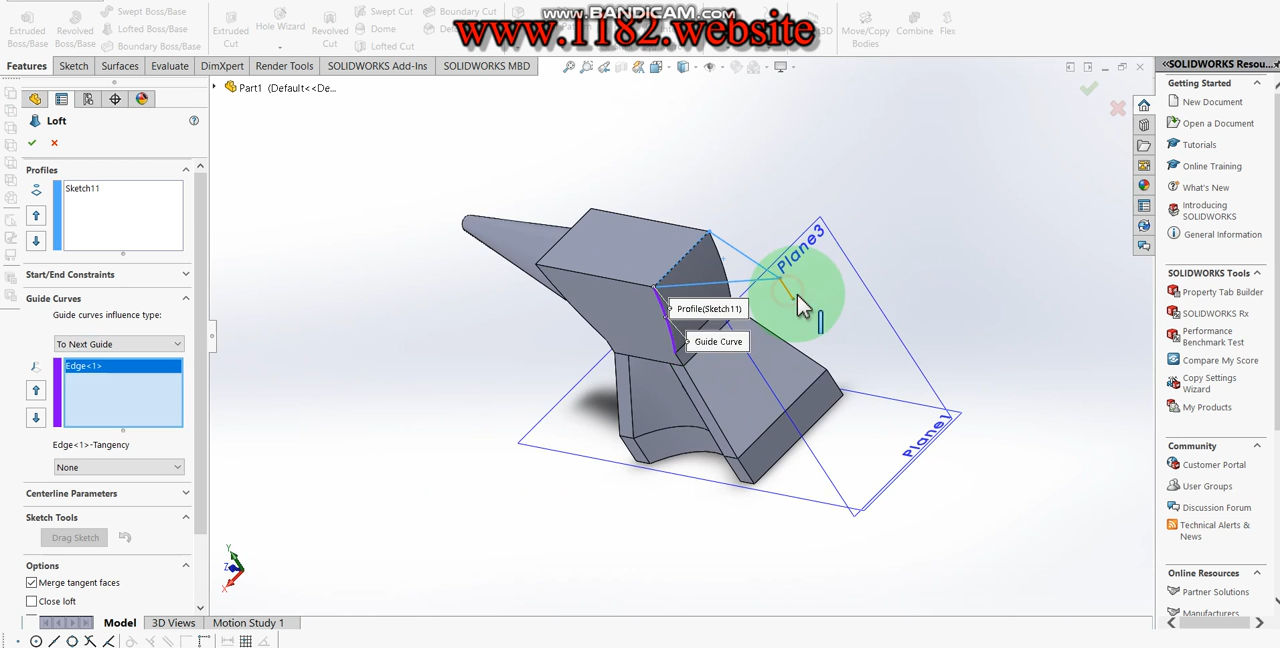 www.BANDICAM.com
www.1182.website
Extruded Boss/Base
Revolved Boss/Base
Swept Boss/Base
Lofted Boss/Base
Boundary Boss/Base
Extruded Cut
Hole Wizard
Revolved Cut
Swept Cut
Dome
Lofted Cut
Boundary Cut
Move/Copy Bodies
Combine
Flex
Features
Sketch
Surfaces
Evaluate
DimXpert
Render Tools
SOLIDWORKS Add-Ins
SOLIDWORKS MBD
Part1 (Default<<De...
Loft
Profiles
Sketch11
Start/End Constraints
Guide Curves
Guide curves influence type:
To Next Guide
Edge<1>
Edge<1>-Tangency
None
Centerline Parameters
Sketch Tools
Drag Sketch
Options
Merge tangent faces
Close loft
Plane3
Profile(Sketch11)
Guide Curve
Plane1
Y
Z
X
Model
3D Views
Motion Study 1
SOLIDWORKS Resou...
Getting Started
New Document
Open a Document
Tutorials
Online Training
What's New
Introducing
SOLIDWORKS
General Information
SOLIDWORKS Tools
Property Tab Builder
SOLIDWORKS Rx
Performance
Benchmark Test
Compare My Score
Copy Settings
Wizard
My Products
Community
Customer Portal
User Groups
Discussion Forum
Technical Alerts &
News
Online Resources
Partner Solutions
Manufacturers